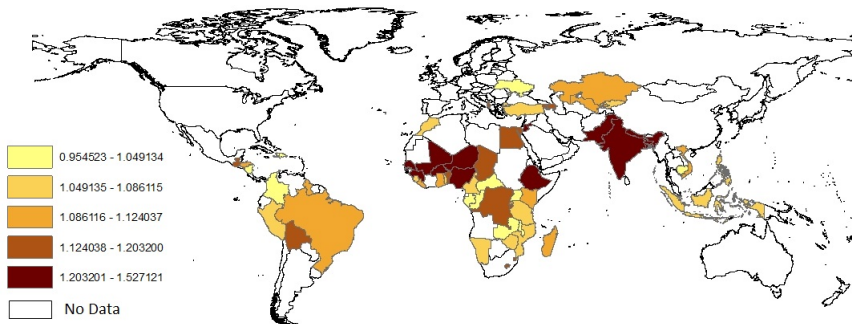 0.954523 - 1.049134
1.049135 - 1.086115
1.086116 - 1.124037
1.124038 - 1.203200
1.203201 - 1.527121
No Data